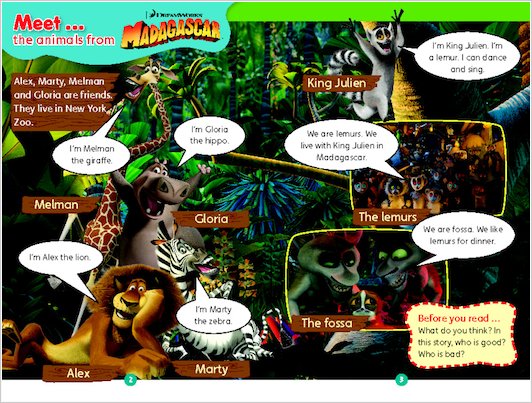 Meet ...
the animals from
DREAMWORKS
MADAGASCAR
Alex, Marty, Melman
and Gloria are friends.
They live in New York
Zoo.
I'm Melman
the giraffe.
Melman
I'm Gloria
the hippo.
Gloria
I'm Alex the lion.
Alex
I'm Marty
the zebra.
Marty
2
I'm King Julien. I'm
a lemur. I can dance
and sing.
King Julien
We are lemurs. We
live with King Julien in
Madagascar.
The lemurs
We are fossa. We like
lemurs for dinner.
The fossa
Before you read ...
What do you think? In
this story, who is good?
Who is bad?
3